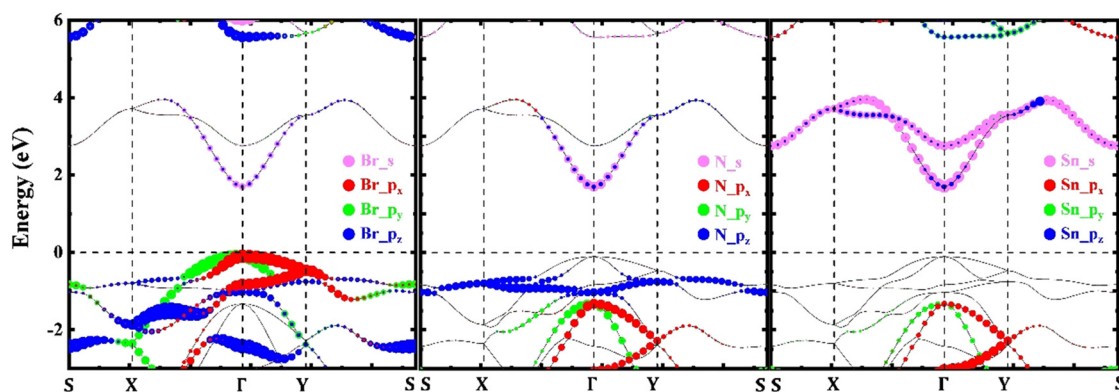 Energy (eV)
6
4
2
0
-2
Br_s
Br_px
Br_py
Br_pz
S X Γ Y S
N_s
N_px
N_py
N_pz
S X Γ Y S
Sn_s
Sn_px
Sn_py
Sn_pz
S X Γ Y S